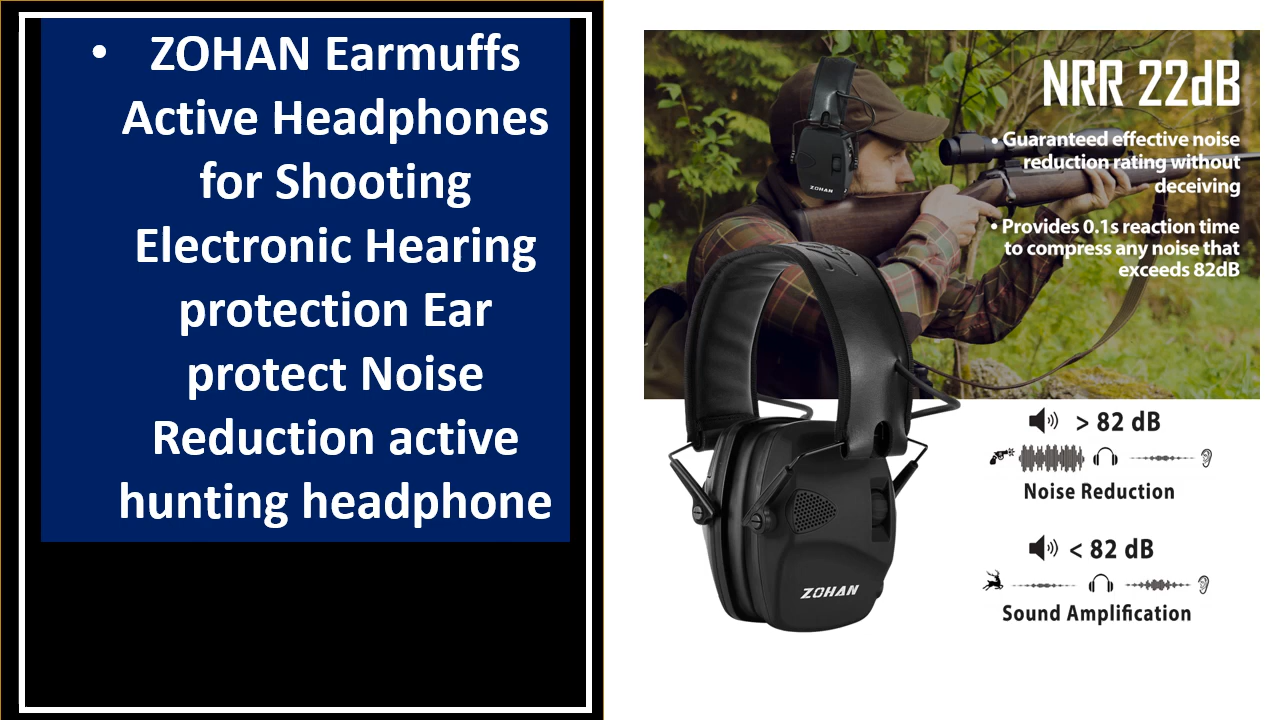 • ZOHAN Earmuffs
Active Headphones
for Shooting
Electronic Hearing
protection Ear
protect Noise
Reduction active
hunting headphone
NRR 22dB
• Guaranteed effective noise
reduction rating without
deceiving
• Provides 0.1s reaction time
to compress any noise that
exceeds 82dB
ZOHAN
> 82 dB
Noise Reduction
< 82 dB
Sound Amplification
ZOHAN